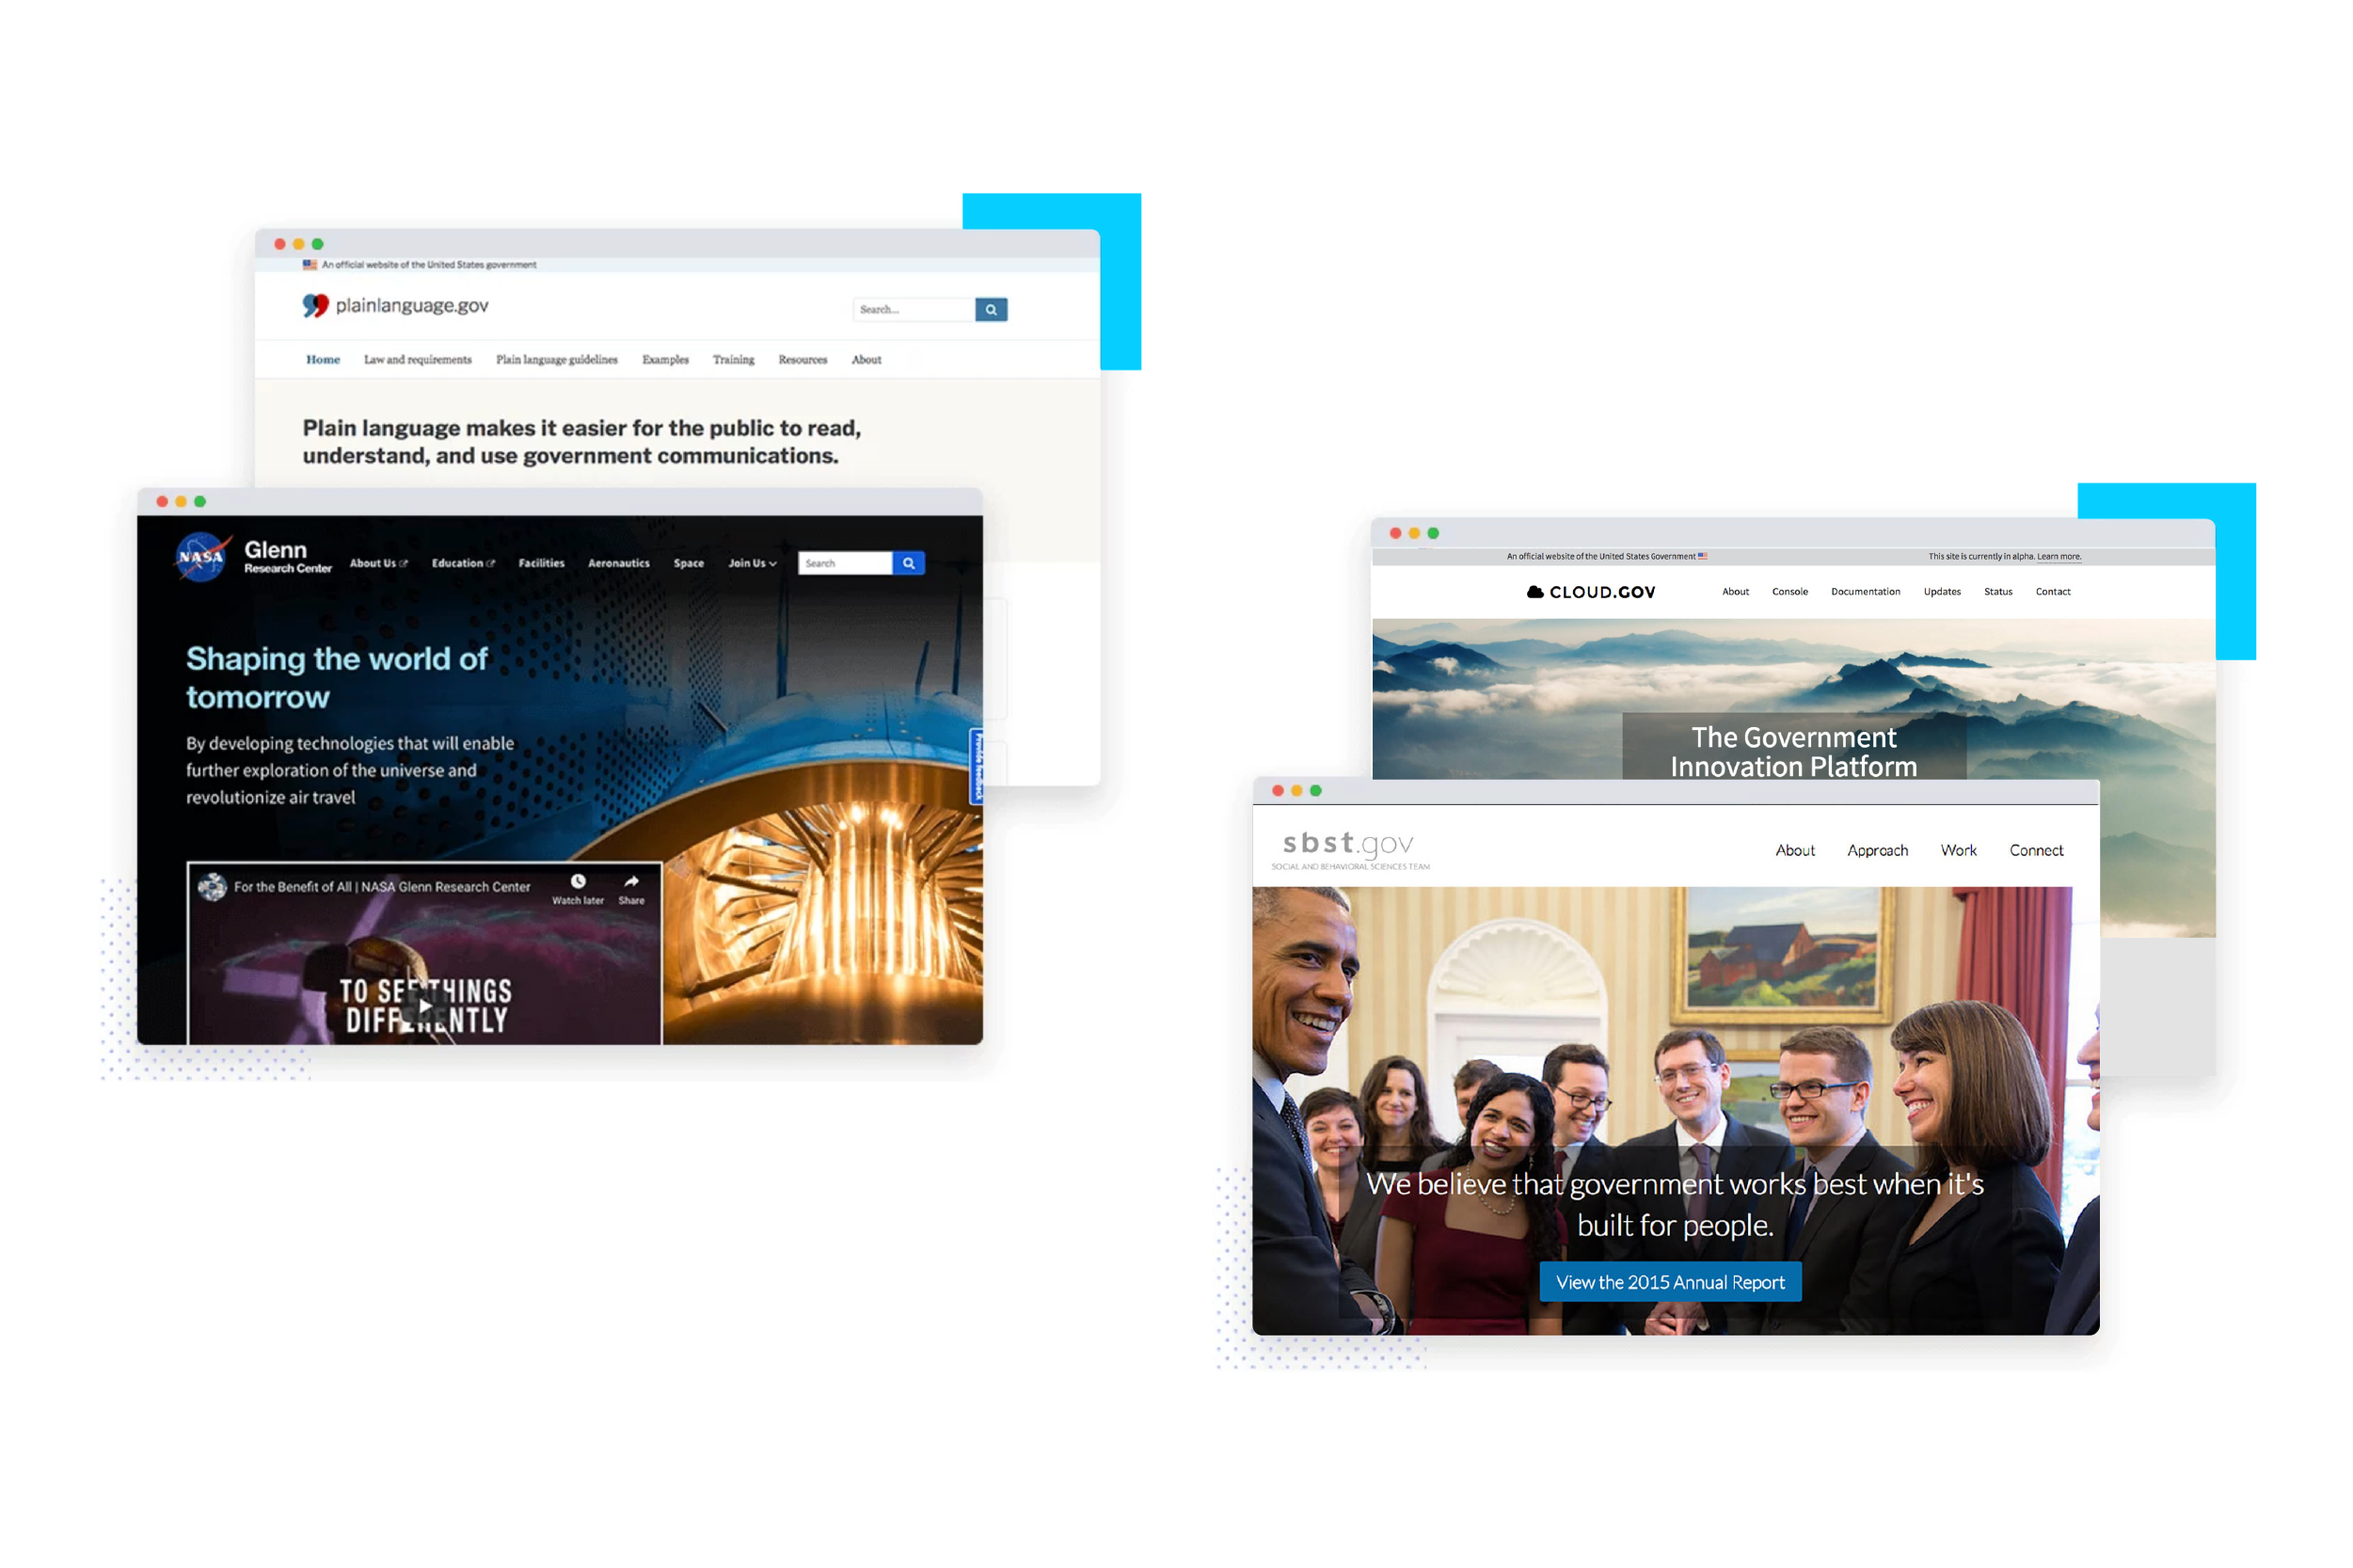 An official website of the United States government
plainlanguage.gov
Search...
Home Law and requirements Plain language guidelines Examples Training Resources About
Plain language makes it easier for the public to read,
understand, and use government communications.
NASA
Glenn
Research Center
About Us Education Facilities Aeronautics Space Join Us Search
Shaping the world of
tomorrow
By developing technologies that will enable
further exploration of the universe and
revolutionize air travel
For the Benefit of All | NASA Glenn Research Center
Watch later Share
TO SEE THINGS
DIFFERENTLY
An official website of the United States Government This site is currently in alpha. Learn more.
CLOUD.GOV About Console Documentation Updates Status Contact
The Government
Innovation Platform
sbst.gov
SOCIAL AND BEHAVIORAL SCIENCES TEAM
About Approach Work Connect
We believe that government works best when it's
built for people.
View the 2015 Annual Report